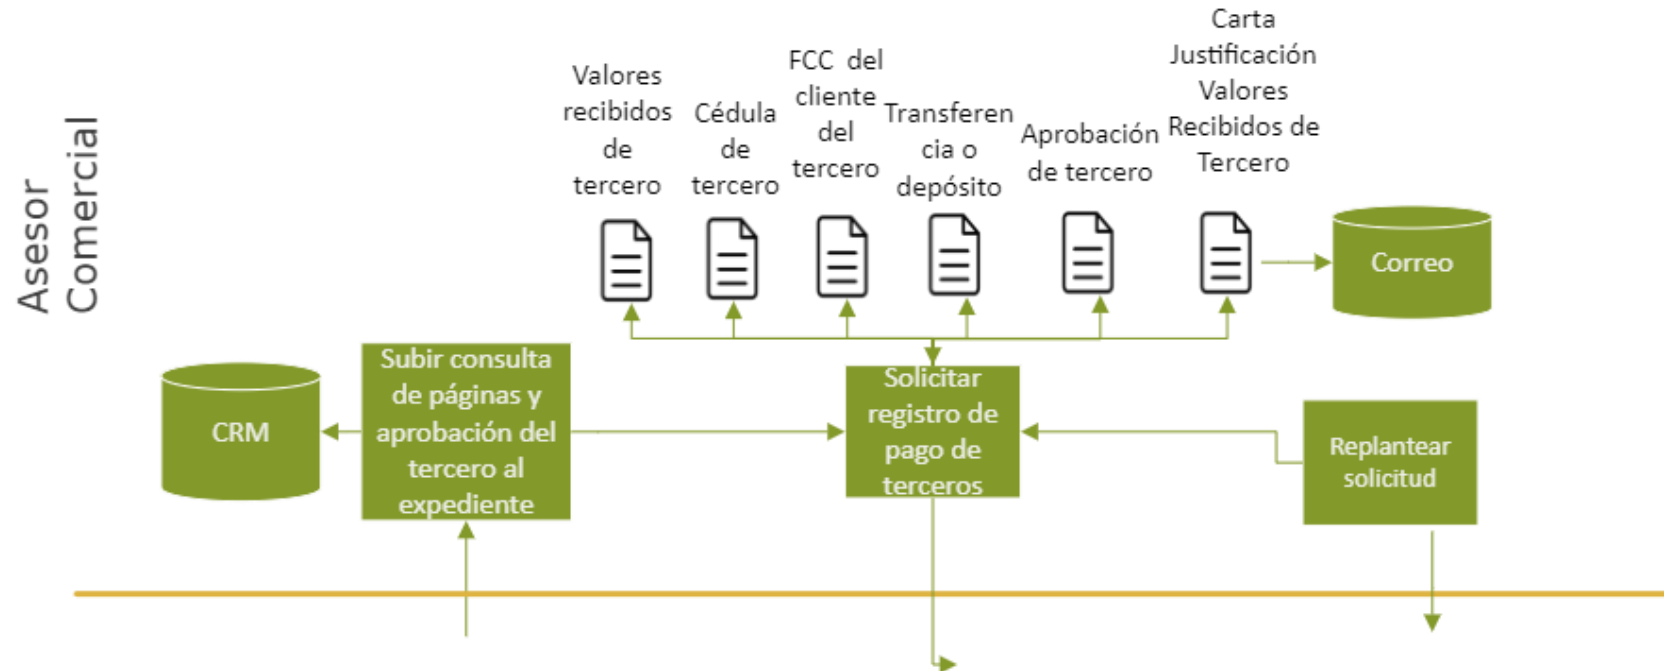 Asesor
Comercial
Valores
recibidos
de
tercero
Cédula
de
tercero
FCC del
cliente
del
tercero
Transferen
cia o
depósito
Aprobación
de tercero
Carta
Justificación
Valores
Recibidos de
Tercero
Correo
CRM
Subir consulta
de páginas y
aprobación del
tercero al
expediente
Solicitar
registro de
pago de
terceros
Replantear
solicitud